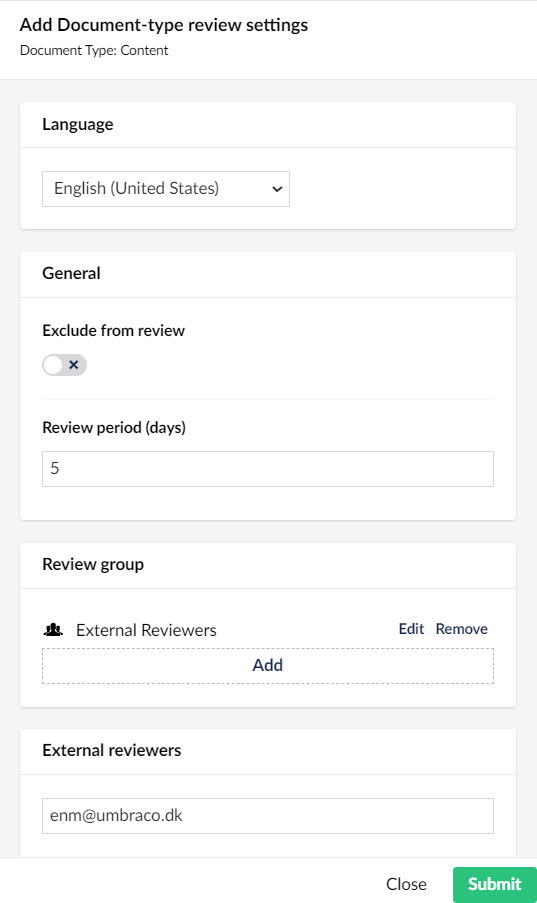 Add Document-type review settings
Document Type: Content
Language
English (United States)
General
Exclude from review
Review period (days)
5
Review group
External Reviewers Edit Remove
Add
External reviewers
enm@umbraco.dk
Close Submit